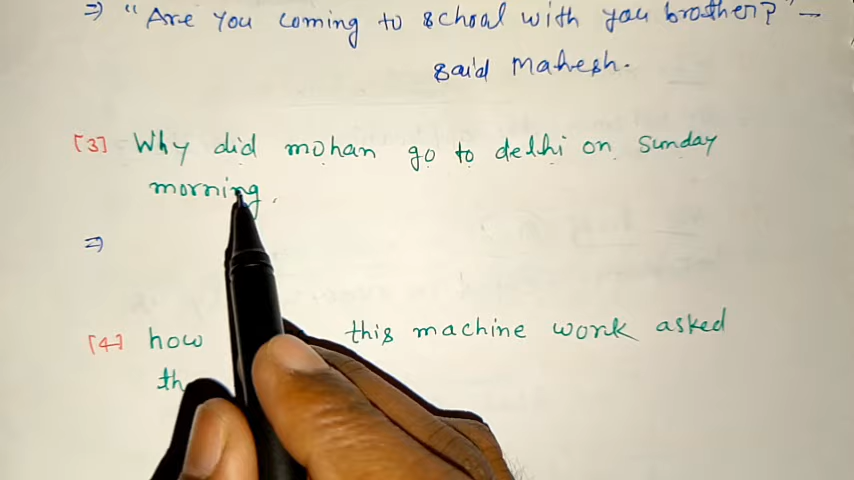 ⇒ "Are you coming to school with you brother?" –
said Mahesh.
[3] Why did mohan go to delhi on Sunday
morning.
⇒
[4] how this machine work asked
th